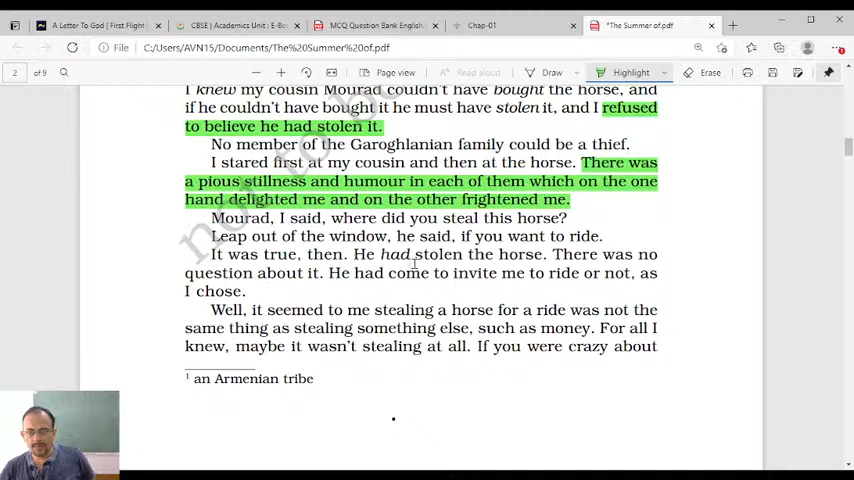 A Letter To God | First Flight
CBSE | Academics Unit : E-Boo
MCQ Question Bank English.
Chap-01
*The Summer of.pdf
File
C:/Users/AVN15/Documents/The%20Summer%20of.pdf
2 of 9
Page view
Read aloud
Draw
Highlight
Erase
I knew my cousin Mourad couldn't have bought the horse, and
if he couldn't have bought it he must have stolen it, and I refused
to believe he had stolen it.
No member of the Garoghlanian family could be a thief.
I stared first at my cousin and then at the horse. There was
a pious stillness and humour in each of them which on the one
hand delighted me and on the other frightened me.
Mourad, I said, where did you steal this horse?
Leap out of the window, he said, if you want to ride.
It was true, then. He had stolen the horse. There was no
question about it. He had come to invite me to ride or not, as
I chose.
Well, it seemed to me stealing a horse for a ride was not the
same thing as stealing something else, such as money. For all I
knew, maybe it wasn't stealing at all. If you were crazy about
1 an Armenian tribe
not to b